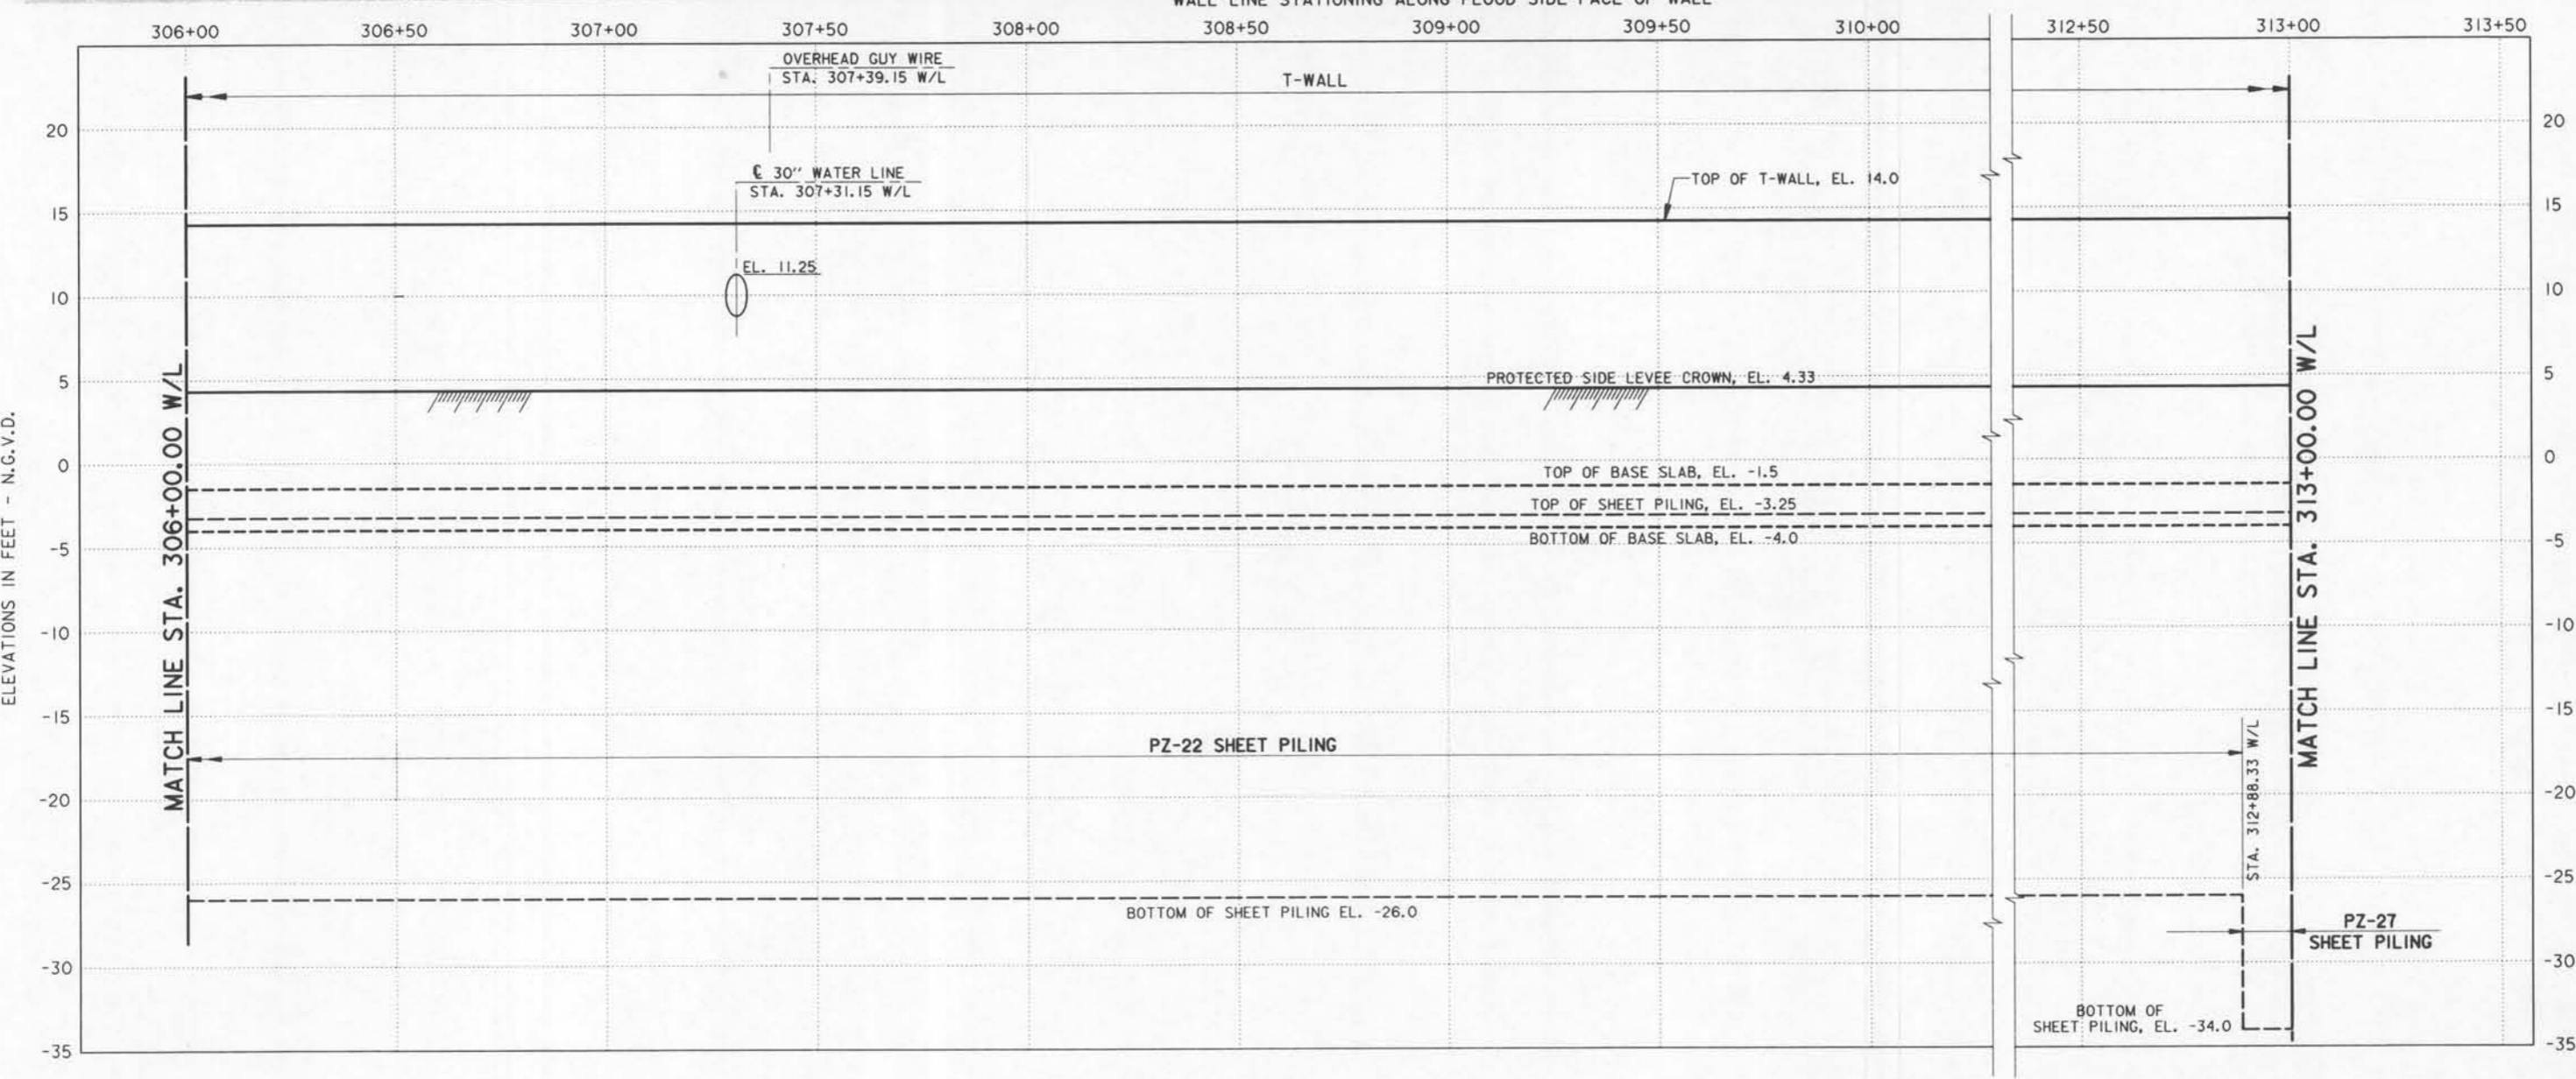 WALL LINE STATIONING ALONG FLOOD SIDE FACE OF WALL
306+00 306+50 307+00 307+50 308+00 308+50 309+00 309+50 310+00 312+50 313+00 313+50
OVERHEAD GUY WIRE
STA. 307+39.15 W/L
T-WALL
20 20
℄ 30" WATER LINE
STA. 307+31.15 W/L
TOP OF T-WALL, EL. 14.0
15 15
EL. 11.25
10 10
PROTECTED SIDE LEVEE CROWN, EL. 4.33
5 5
0 0
TOP OF BASE SLAB, EL. -1.5
TOP OF SHEET PILING, EL. -3.25
BOTTOM OF BASE SLAB, EL. -4.0
-5 -5
ELEVATIONS IN FEET - N.G.V.D.
MATCH LINE STA. 306+00.00 W/L
MATCH LINE STA. 313+00.00 W/L
-10 -10
-15 -15
PZ-22 SHEET PILING
STA. 312+88.33 W/L
-20 -20
-25 -25
BOTTOM OF SHEET PILING EL. -26.0
PZ-27
SHEET PILING
-30 -30
BOTTOM OF
SHEET PILING, EL. -34.0
-35 -35